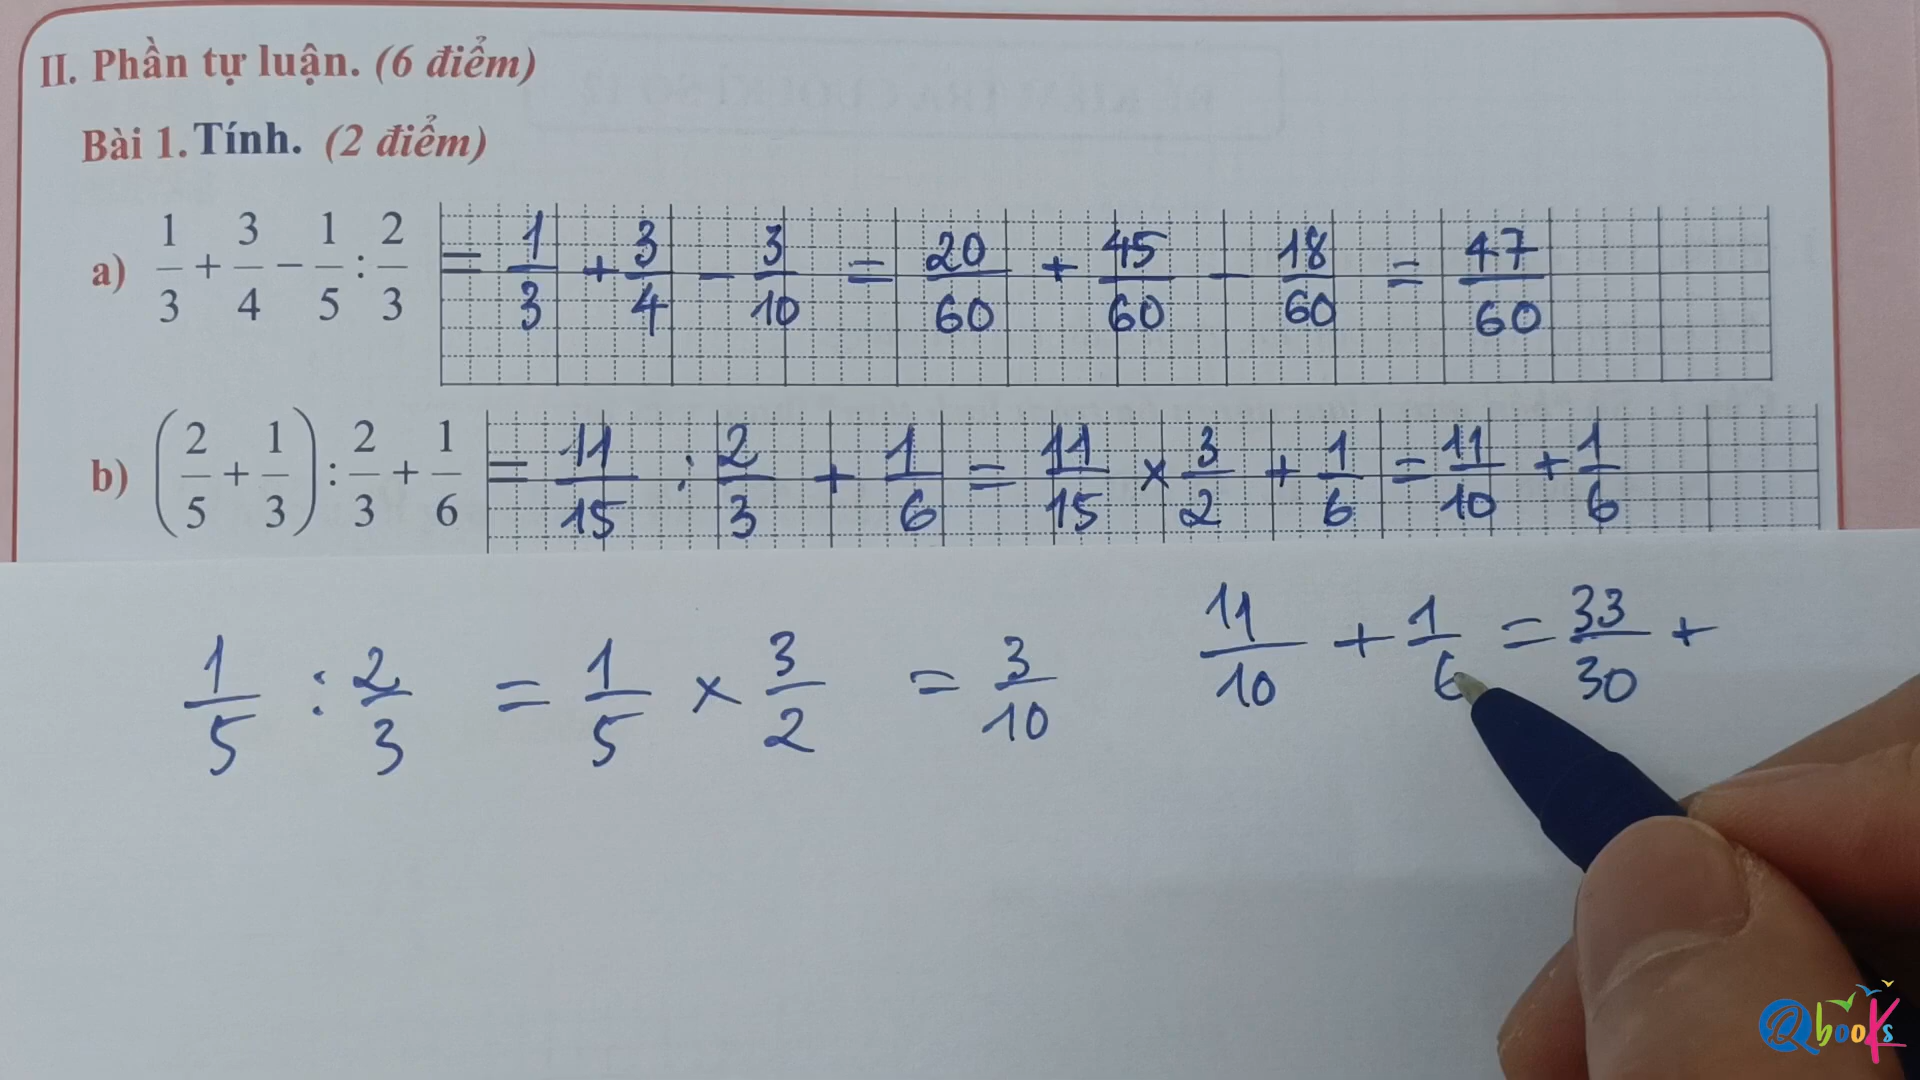 II. Phần tự luận. (6 điểm)
Bài 1. Tính. (2 điểm)
a) 1/3 + 3/4 - 1/5 : 2/3 = 1/3 + 3/4 - 3/10 = 20/60 + 45/60 - 18/60 = 47/60
b) (2/5 + 1/3) : 2/3 + 1/6 = 11/15 : 2/3 + 1/6 = 11/15 × 3/2 + 1/6 = 11/10 + 1/6
1/5 : 2/3 = 1/5 × 3/2 = 3/10
11/10 + 1/6 = 33/30 +
Qbooks